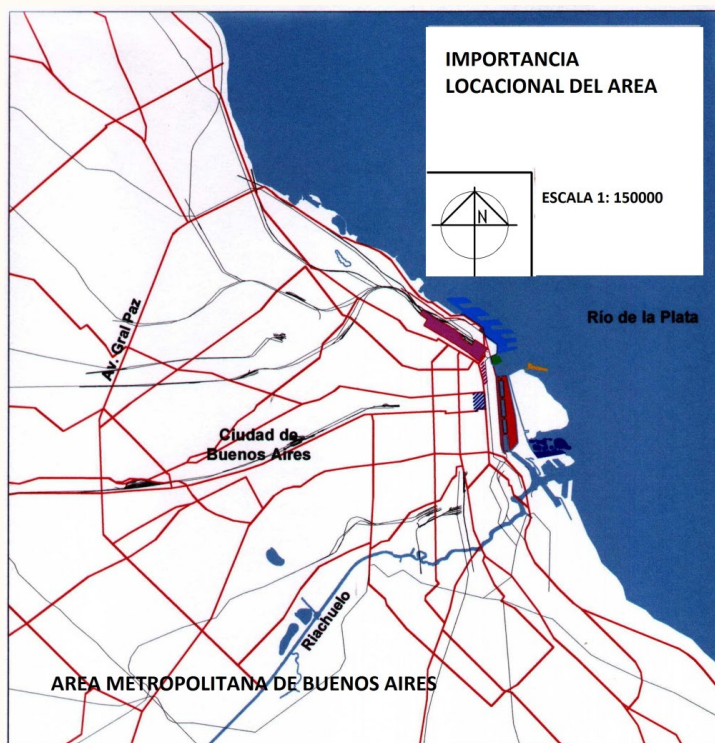 IMPORTANCIA
LOCACIONAL DEL AREA
N
ESCALA 1: 150000
Río de la Plata
Av. Gral Paz
Ciudad de
Buenos Aires
Riachuelo
AREA METROPOLITANA DE BUENOS AIRES